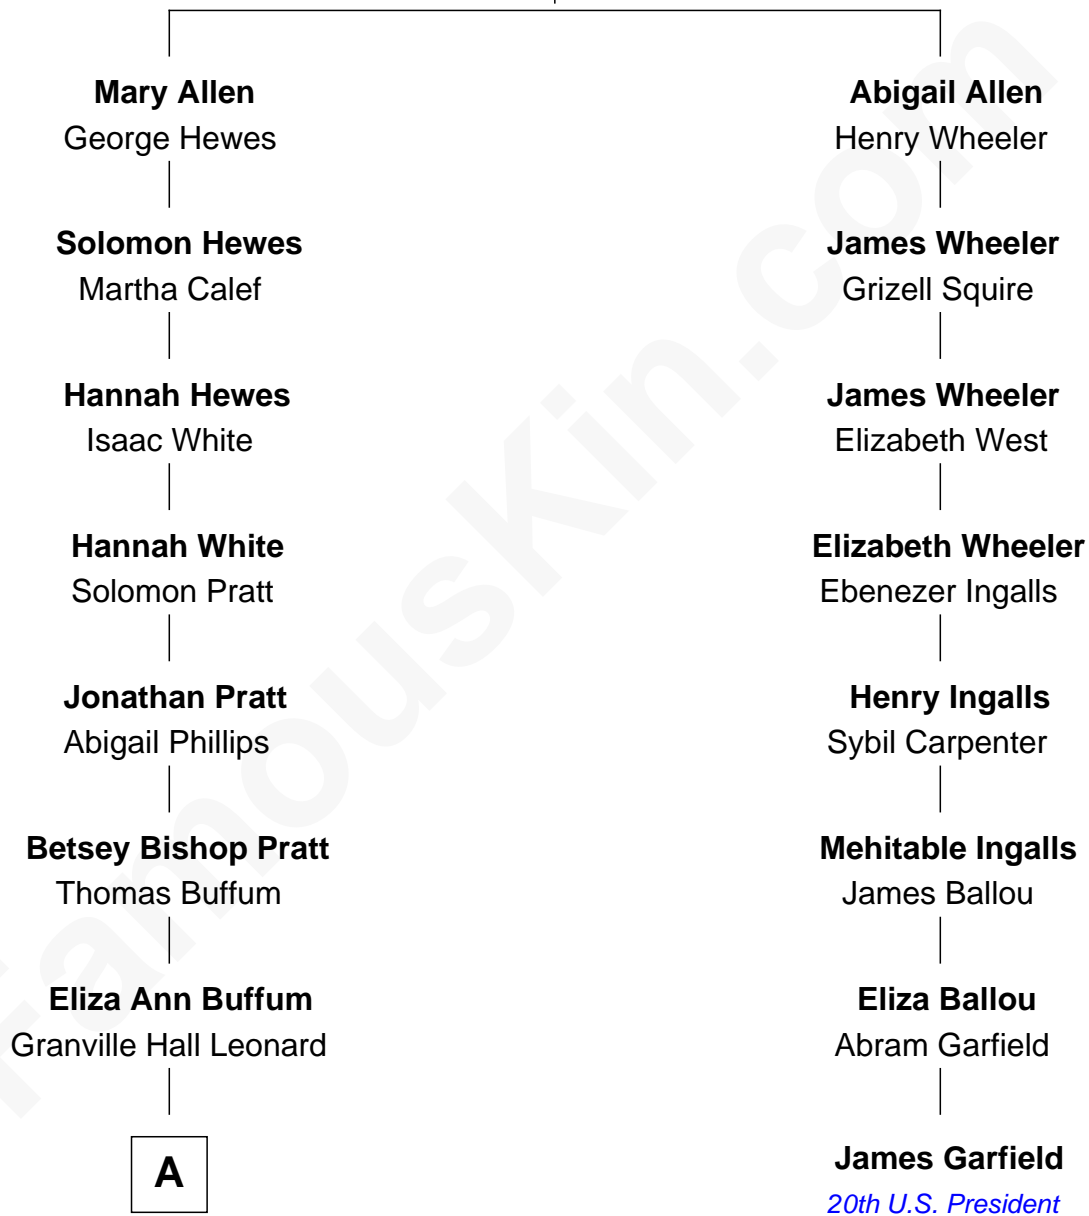 Mary Allen
George Hewes
Solomon Hewes
Martha Calef
Hannah Hewes
Isaac White
Hannah White
Solomon Pratt
Jonathan Pratt
Abigail Phillips
Betsey Bishop Pratt
Thomas Buffum
Eliza Ann Buffum
Granville Hall Leonard
A
Abigail Allen
Henry Wheeler
James Wheeler
Grizell Squire
James Wheeler
Elizabeth West
Elizabeth Wheeler
Ebenezer Ingalls
Henry Ingalls
Sybil Carpenter
Mehitable Ingalls
James Ballou
Eliza Ballou
Abram Garfield
James Garfield
20th U.S. President
FamousKin.com